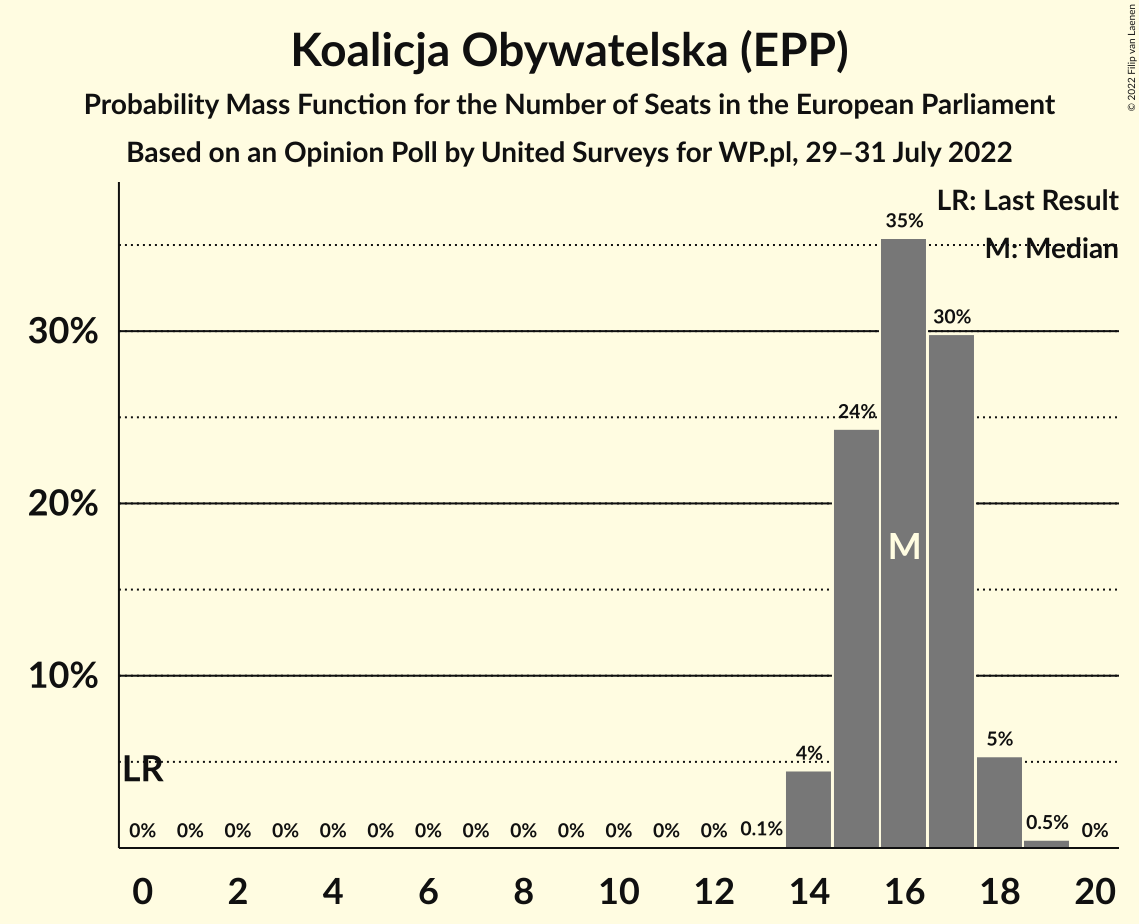 Koalicja Obywatelska (EPP)
Probability Mass Function for the Number of Seats in the European Parliament
Based on an Opinion Poll by United Surveys for WP.pl, 29–31 July 2022
© 2022 Filip van Laenen
LR: Last Result
M: Median
35%
30%
30%
24%
20%
M
10%
5%
4%
LR
0% 0% 0% 0% 0% 0% 0% 0% 0% 0% 0% 0% 0% 0.1% 0.5% 0%
0 2 4 6 8 10 12 14 16 18 20